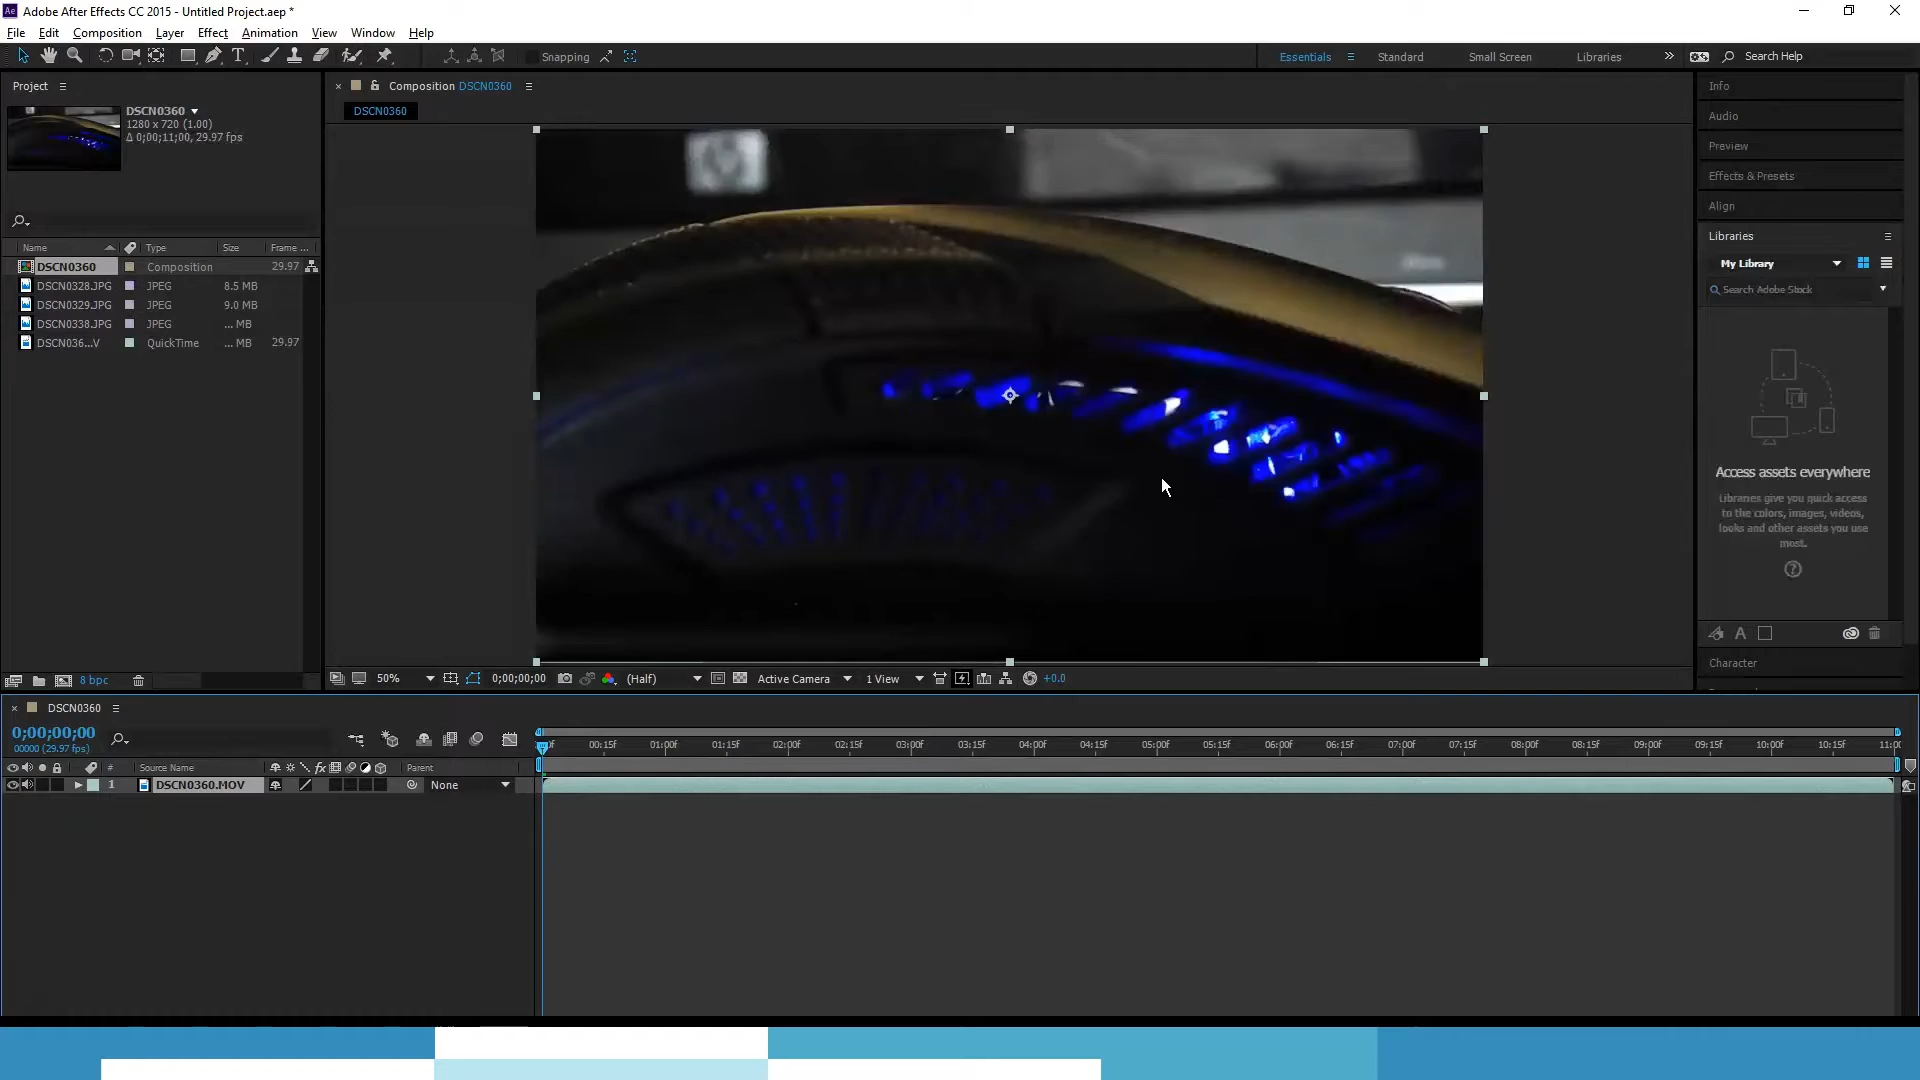 Ae Adobe After Effects CC 2015 - Untitled Project.aep *
File Edit Composition Layer Effect Animation View Window Help
T Snapping Essentials Standard Small Screen Libraries Search Help
Project
DSCN0360
1280 x 720 (1.00)
Δ 0;00;11;00, 29.97 fps
Name Type Size Frame ...
DSCN0360 Composition 29.97
DSCN0328.JPG JPEG 8.5 MB
DSCN0329.JPG JPEG 9.0 MB
DSCN0338.JPG JPEG ... MB
DSCN036...V QuickTime ... MB 29.97
8 bpc
Composition DSCN0360
DSCN0360
50% 0;00;00;00 (Half) Active Camera 1 View +0.0
Info
Audio
Preview
Effects & Presets
Align
Libraries
My Library
Search Adobe Stock
Access assets everywhere
Libraries give you quick access
to the colors, images, videos,
looks and other assets you use
most.
?
A
Character
DSCN0360
0;00;00;00
00000 (29.97 fps)
00:15f 01:00f 01:15f 02:00f 02:15f 03:00f 03:15f 04:00f 04:15f 05:00f 05:15f 06:00f 06:15f 07:00f 07:15f 08:00f 08:15f 09:00f 09:15f 10:00f 10:15f 11:0
# Source Name fx Parent
1 DSCN0360.MOV None